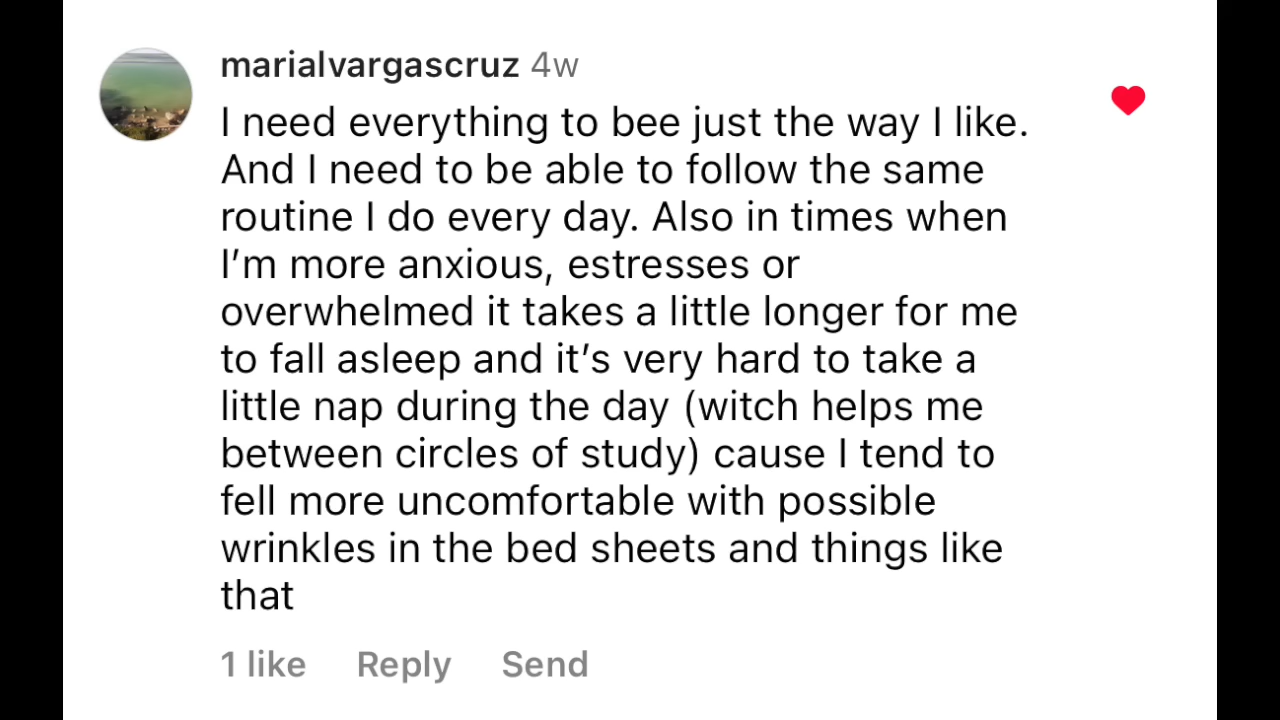 marialvargascruz 4w
I need everything to bee just the way I like.
And I need to be able to follow the same
routine I do every day. Also in times when
I’m more anxious, estresses or
overwhelmed it takes a little longer for me
to fall asleep and it’s very hard to take a
little nap during the day (witch helps me
between circles of study) cause I tend to
fell more uncomfortable with possible
wrinkles in the bed sheets and things like
that
1 like Reply Send